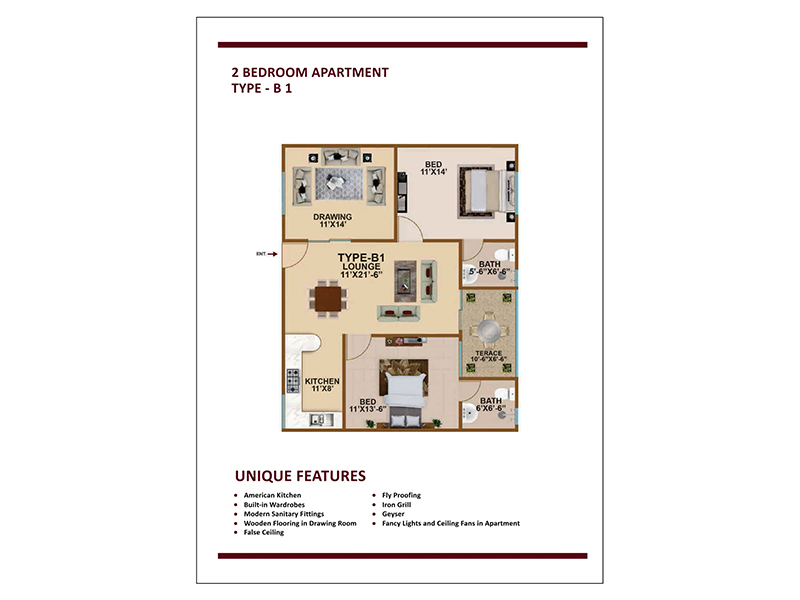 2 BEDROOM APARTMENT
TYPE - B 1
BED
11'X14'
DRAWING
11'X14'
ENT.
TYPE-B1
LOUNGE
11'X21'-6"
BATH
5'-6"X6'-6"
TERACE
10'-6"X6'-6"
KITCHEN
11'X8'
BED
11'X13'-6"
BATH
6'X6'-6"
UNIQUE FEATURES
• American Kitchen
• Built-in Wardrobes
• Modern Sanitary Fittings
• Wooden Flooring in Drawing Room
• False Ceiling
• Fly Proofing
• Iron Grill
• Geyser
• Fancy Lights and Ceiling Fans in Apartment